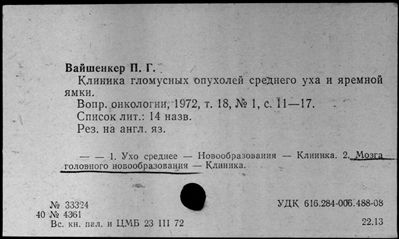 Вайшенкер П. Г.
Клиника гломусных опухолей среднего уха и яремной
ямки.
Вопр. онкологии, 1972, т. 18, № 1, с. 11—17.
Список лит.: 14 назв.
Рез. на англ. яз.
— — 1. Ухо среднее — Новообразования — Клиника. 2. Мозга
головного новообразования — Клиника.
№ 33324
УДК 616.284-006.488-08
40 № 4361
Вс. кн. пал. и ЦМБ 23 III 72
22.13